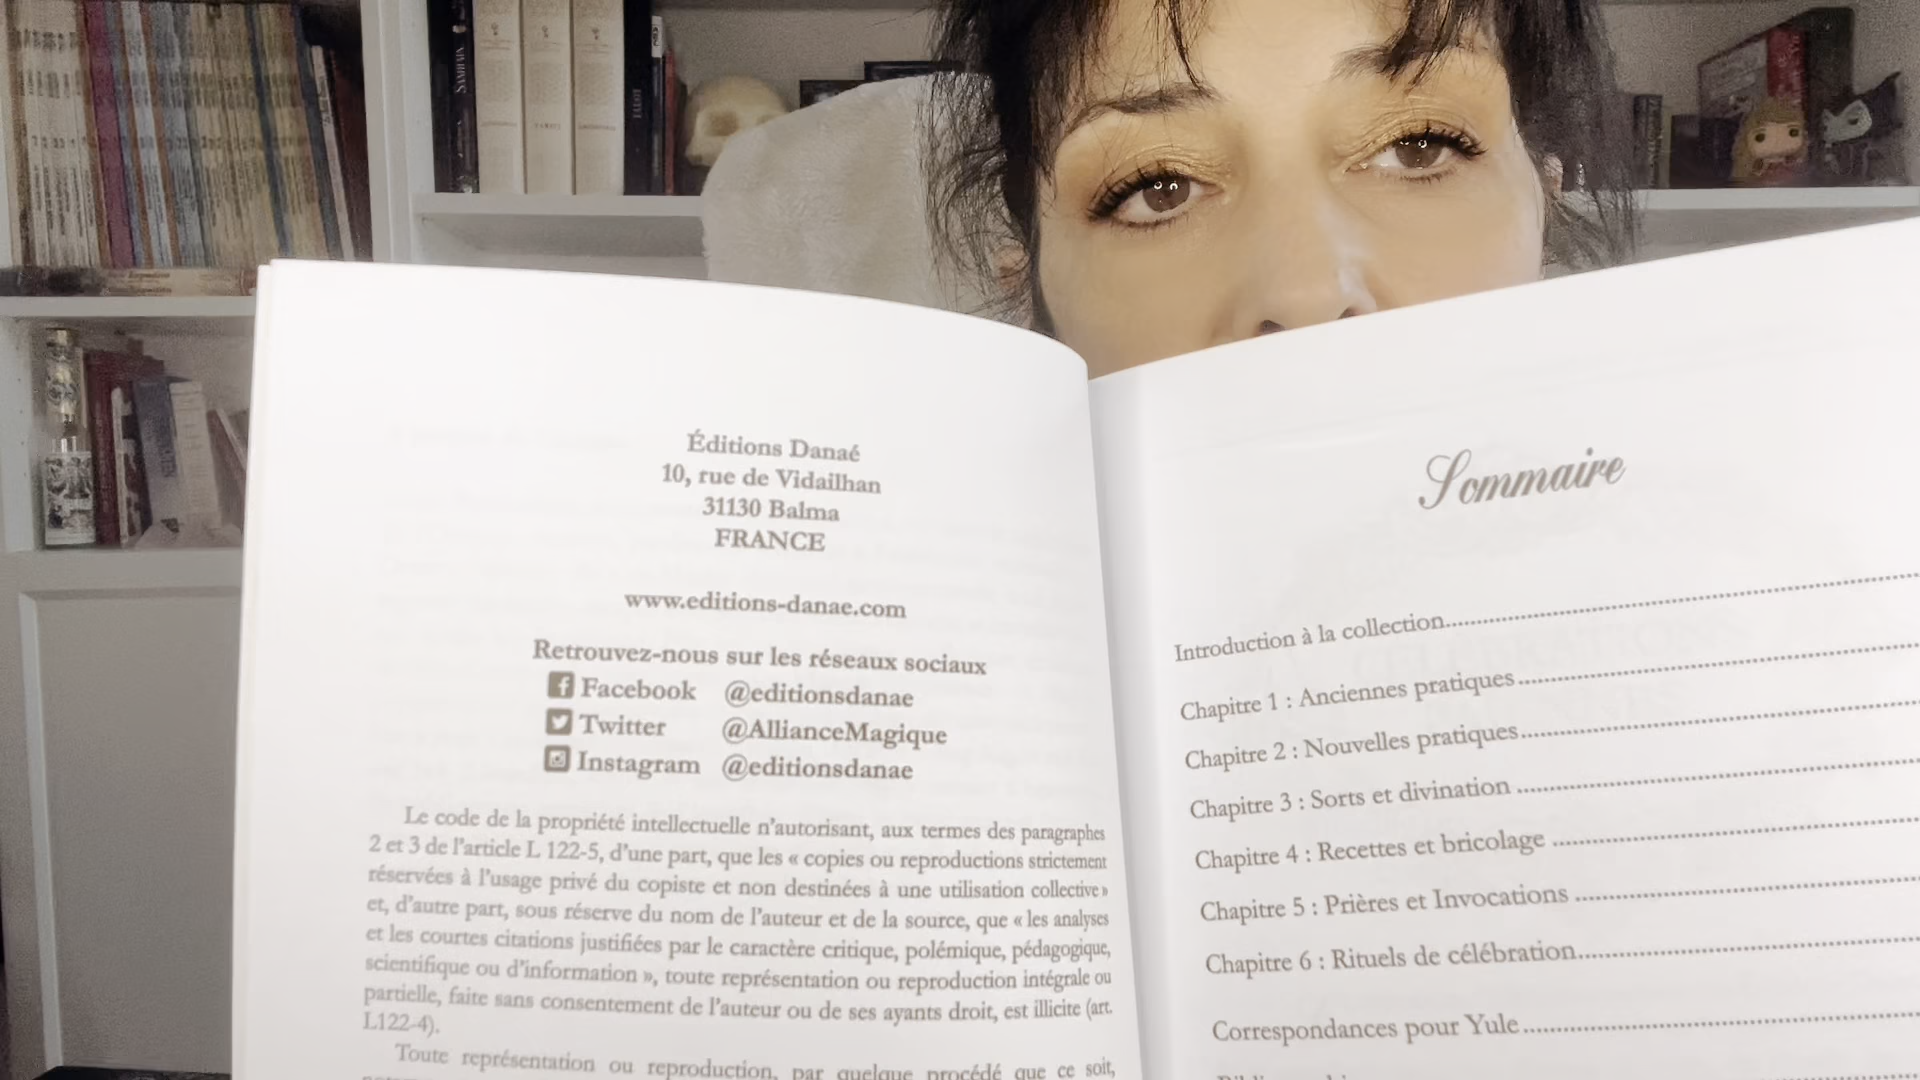 SAMHAIN
TAROT
Éditions Danaé
10, rue de Vidailhan
31130 Balma
FRANCE
www.editions-danae.com
Retrouvez-nous sur les réseaux sociaux
Facebook @editionsdanae
Twitter @AllianceMagique
Instagram @editionsdanae
Le code de la propriété intellectuelle n'autorisant, aux termes des paragraphes
2 et 3 de l'article L 122-5, d'une part, que les « copies ou reproductions strictement
réservées à l'usage privé du copiste et non destinées à une utilisation collective »
et, d'autre part, sous réserve du nom de l'auteur et de la source, que « les analyses
et les courtes citations justifiées par le caractère critique, polémique, pédagogique,
scientifique ou d'information », toute représentation ou reproduction intégrale ou
partielle, faite sans consentement de l'auteur ou de ses ayants droit, est illicite (art.
L122-4).
Toute représentation ou reproduction, par quelque procédé que ce soit,
Sommaire
Introduction à la collection
Chapitre 1 : Anciennes pratiques
Chapitre 2 : Nouvelles pratiques
Chapitre 3 : Sorts et divination
Chapitre 4 : Recettes et bricolage
Chapitre 5 : Prières et Invocations
Chapitre 6 : Rituels de célébration
Correspondances pour Yule